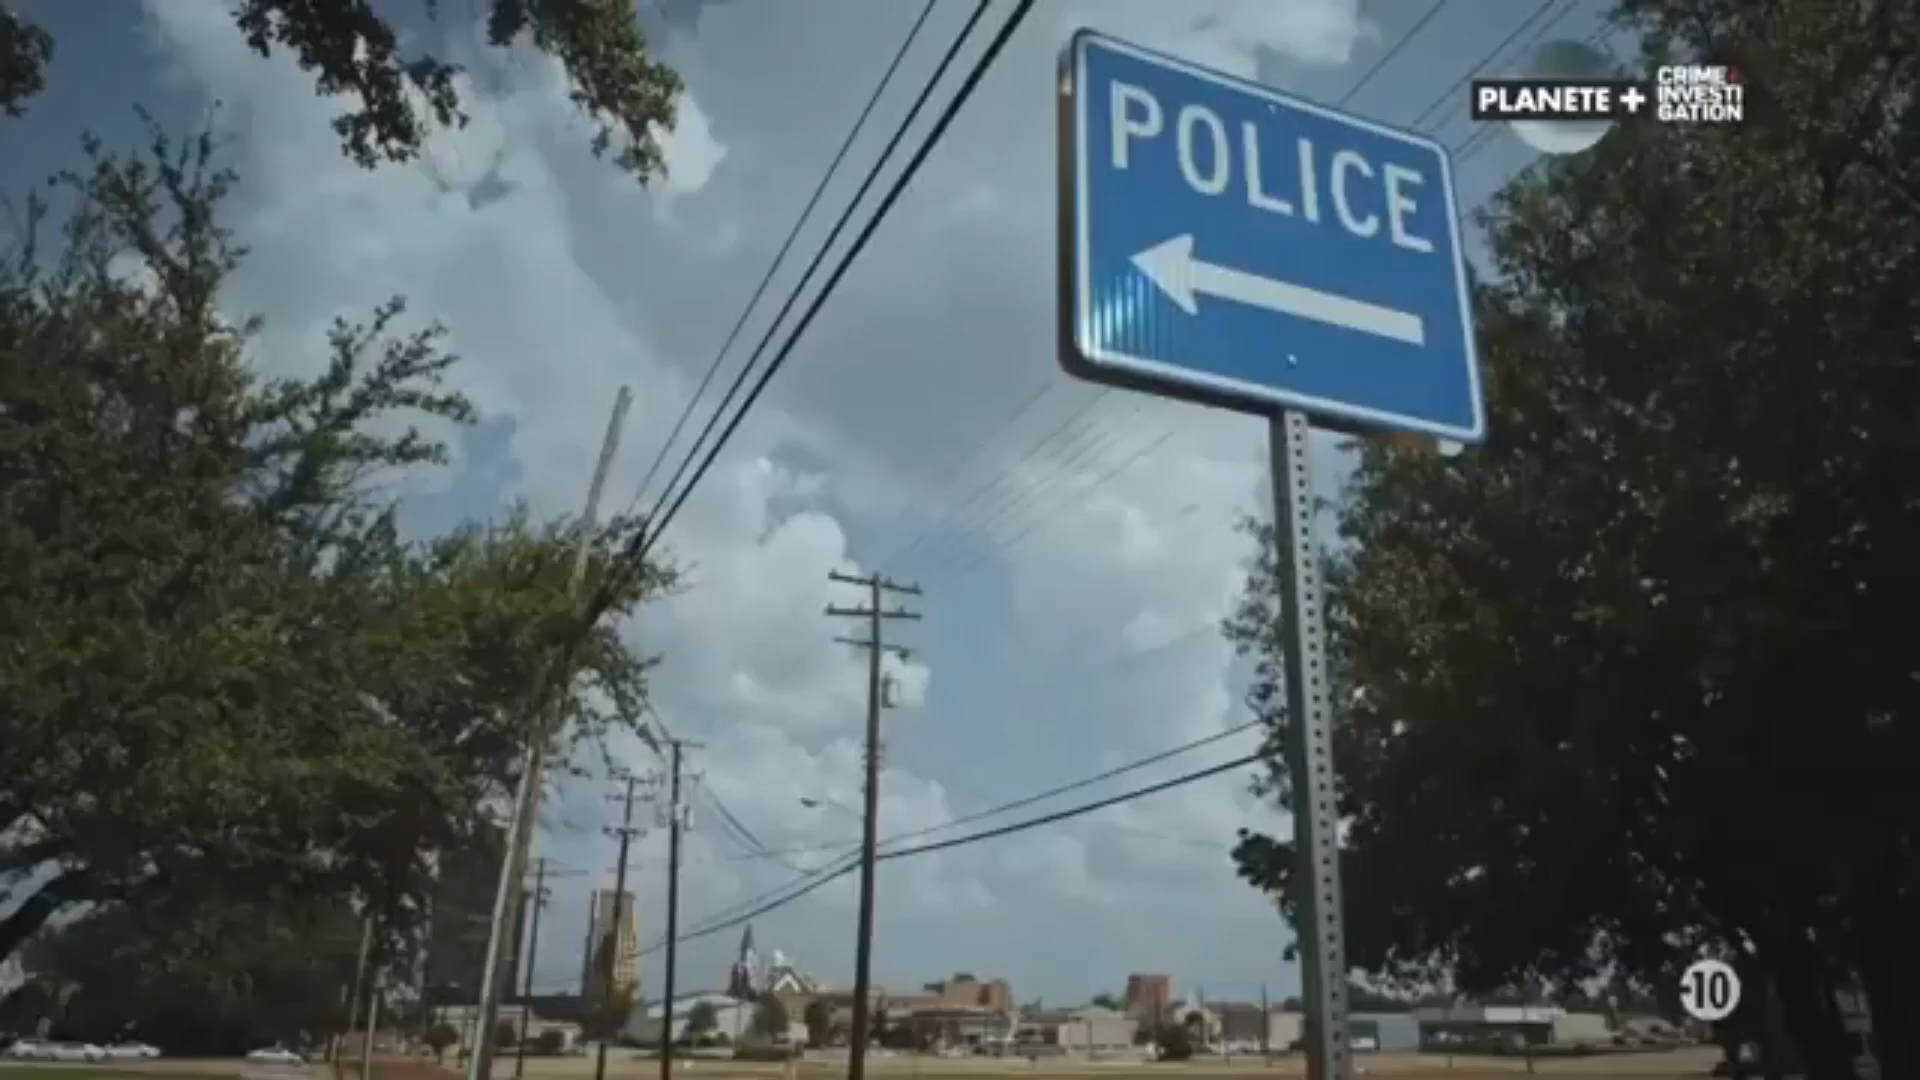 POLICE
PLANETE +
CRIME+
INVESTI
GATION
-10